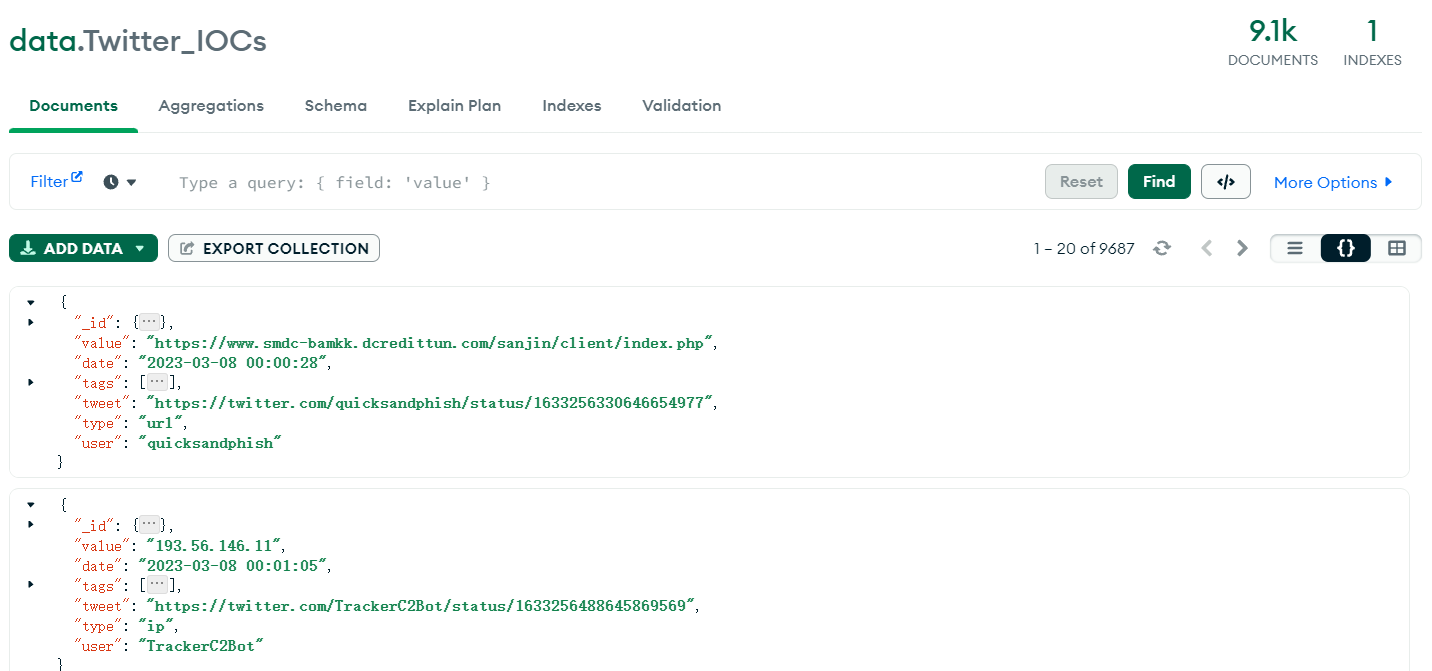 data.Twitter_IOCs
9.1k
DOCUMENTS
1
INDEXES
Documents Aggregations Schema Explain Plan Indexes Validation
Filter Type a query: { field: 'value' } Reset Find </> More Options
ADD DATA EXPORT COLLECTION 1 – 20 of 9687 {}
{
"_id": {...},
"value": "https://www.smdc-bamkk.dcredittun.com/sanjin/client/index.php",
"date": "2023-03-08 00:00:28",
"tags": [...],
"tweet": "https://twitter.com/quicksandphish/status/1633256330646654977",
"type": "url",
"user": "quicksandphish"
}
{
"_id": {...},
"value": "193.56.146.11",
"date": "2023-03-08 00:01:05",
"tags": [...],
"tweet": "https://twitter.com/TrackerC2Bot/status/1633256488645869569",
"type": "ip",
"user": "TrackerC2Bot"
}